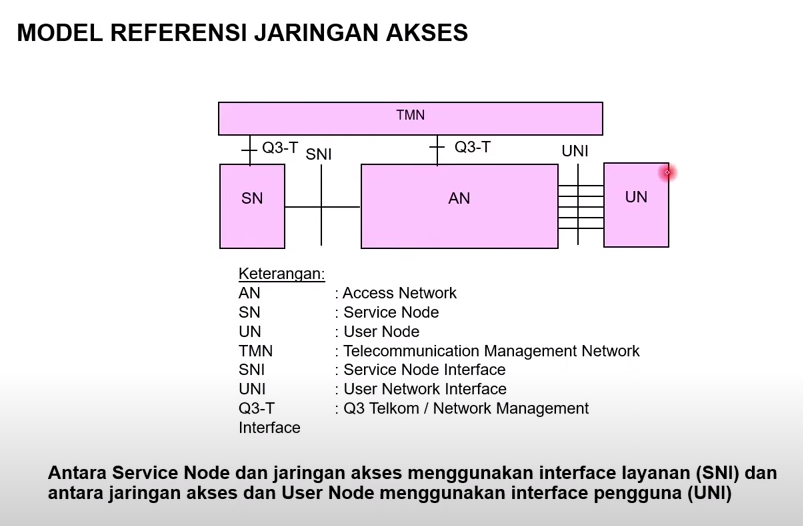 MODEL REFERENSI JARINGAN AKSES
TMN
Q3-T
SNI
Q3-T
UNI
SN
AN
UN
Keterangan:
AN : Access Network
SN : Service Node
UN : User Node
TMN : Telecommunication Management Network
SNI : Service Node Interface
UNI : User Network Interface
Q3-T : Q3 Telkom / Network Management
Interface
Antara Service Node dan jaringan akses menggunakan interface layanan (SNI) dan
antara jaringan akses dan User Node menggunakan interface pengguna (UNI)